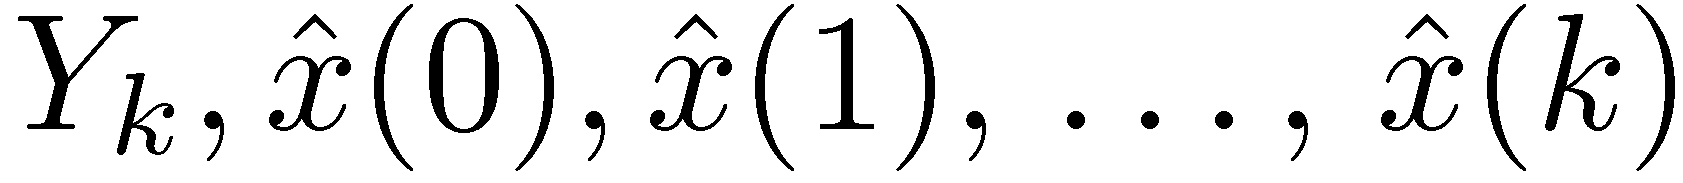 Y_k, x̂(0), x̂(1), . . . , x̂(k)